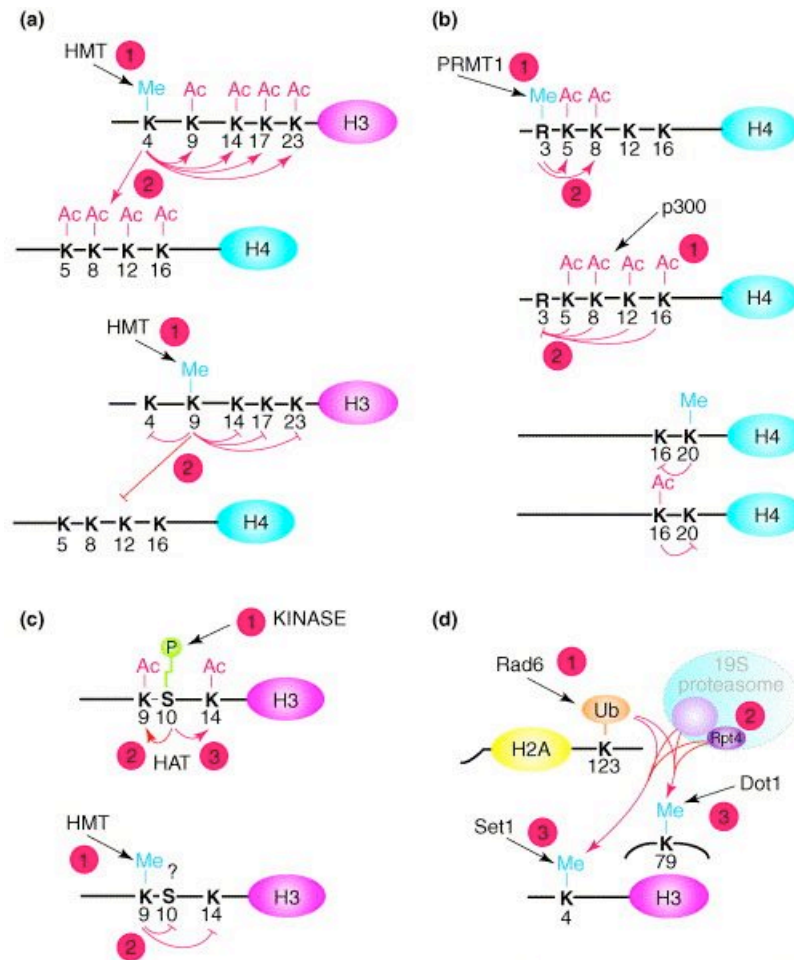 (a)
HMT 1
Me Ac Ac Ac Ac
K K K K K H3
4 9 14 17 23
2
Ac Ac Ac Ac
K K K K H4
5 8 12 16
HMT 1
Me
K K K K K H3
4 9 14 17 23
2
K K K K H4
5 8 12 16
(b)
PRMT1 1
Me Ac Ac
R K K K K H4
3 5 8 12 16
2
p300
Ac Ac Ac Ac 1
R K K K K H4
3 5 8 12 16
2
Me
K K H4
16 20
Ac
K K H4
16 20
(c)
1 KINASE
P
Ac Ac
K S K H3
9 10 14
2 HAT 3
HMT
1 Me ?
K S K H3
9 10 14
2
(d)
Rad6 1
19S
proteasome
Ub 2
Rpt4
H2A K
123
Dot1
Me 3
K
79
Set1 3
Me
K H3
4